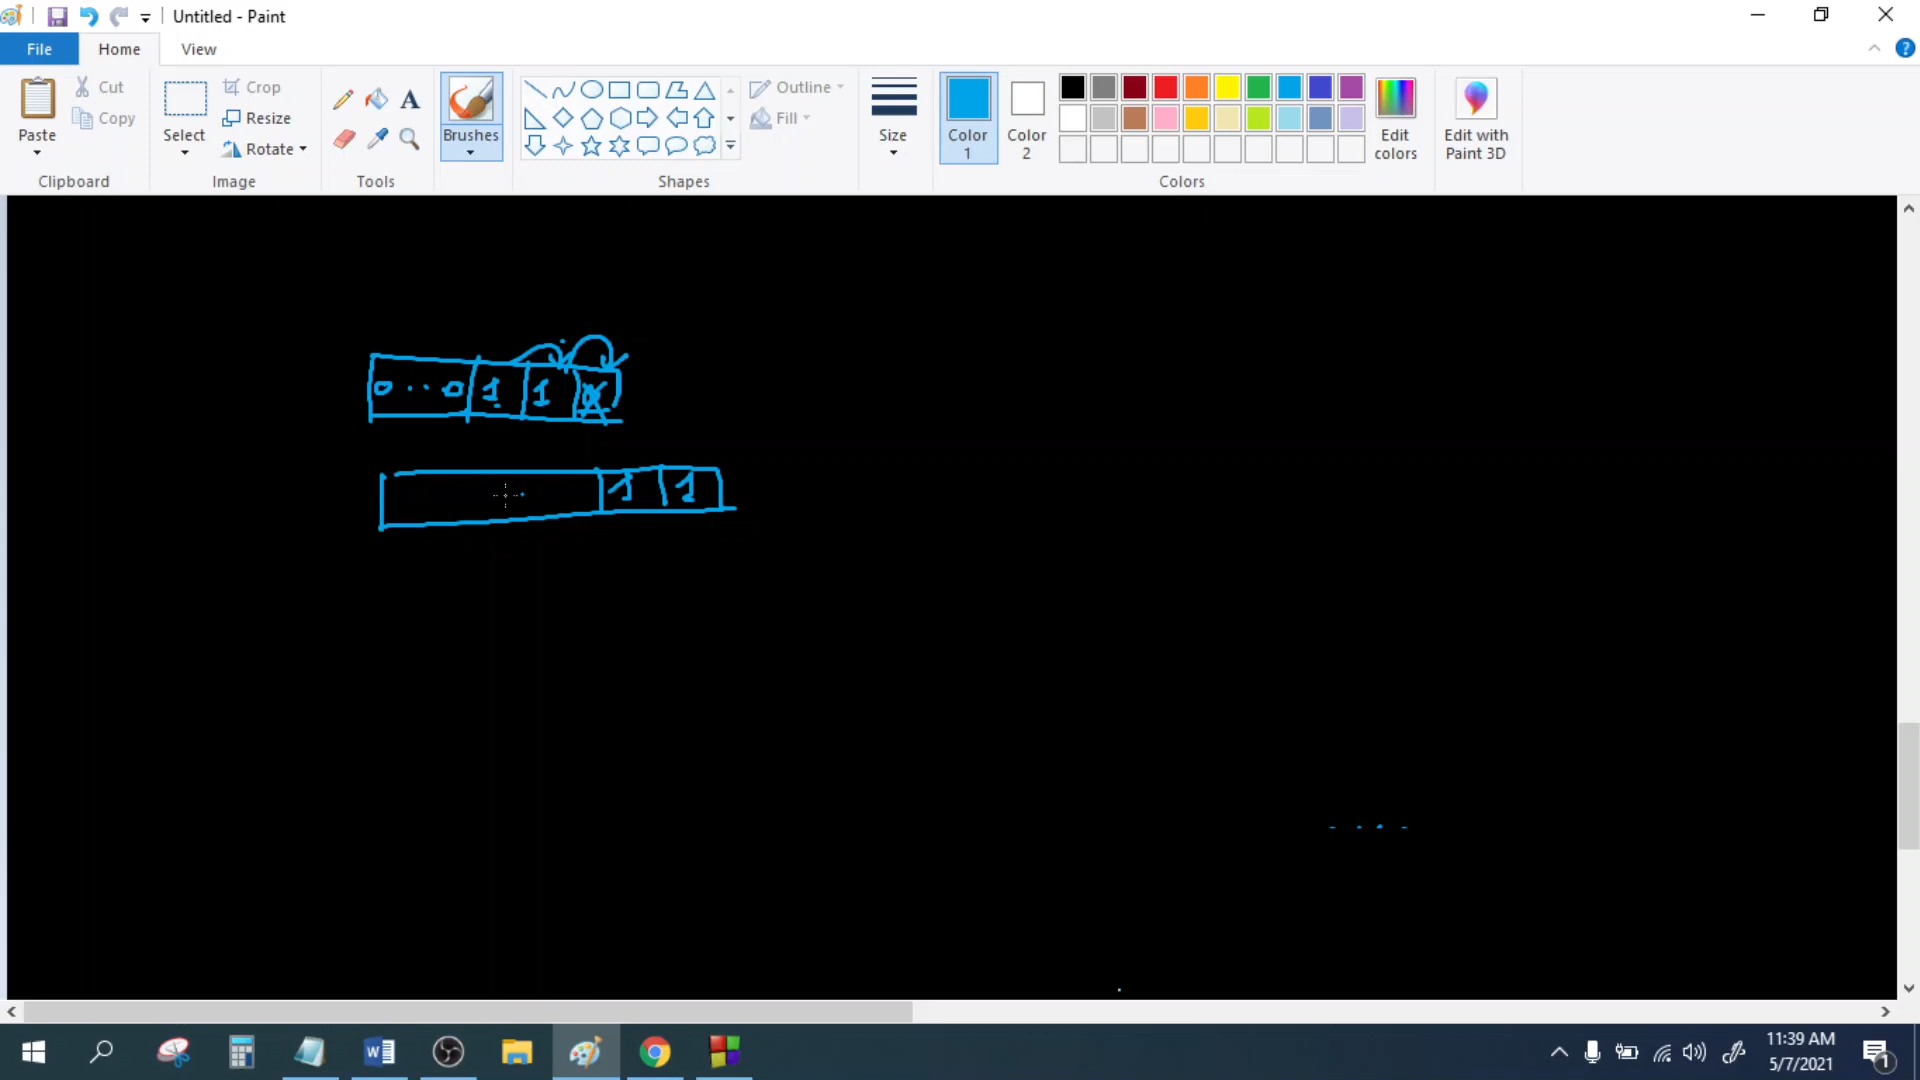 Untitled - Paint
File Home View
Paste
Cut
Copy
Clipboard
Select
Crop
Resize
Rotate
Image
Tools
Brushes
Shapes
Outline
Fill
Size
Color 1
Color 2
Colors
Edit colors
Edit with Paint 3D
0 .. 0 1 1
1 1
11:39 AM
5/7/2021
1